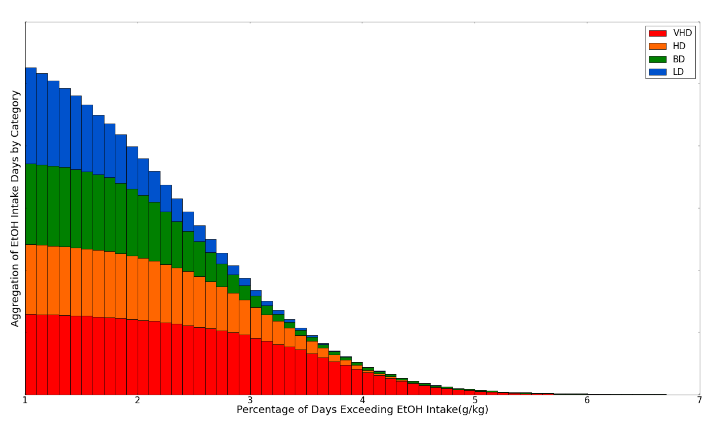 VHD
HD
BD
LD
Aggregation of EtOH Intake Days by Category
1 2 3 4 5 6 7
Percentage of Days Exceeding EtOH Intake(g/kg)